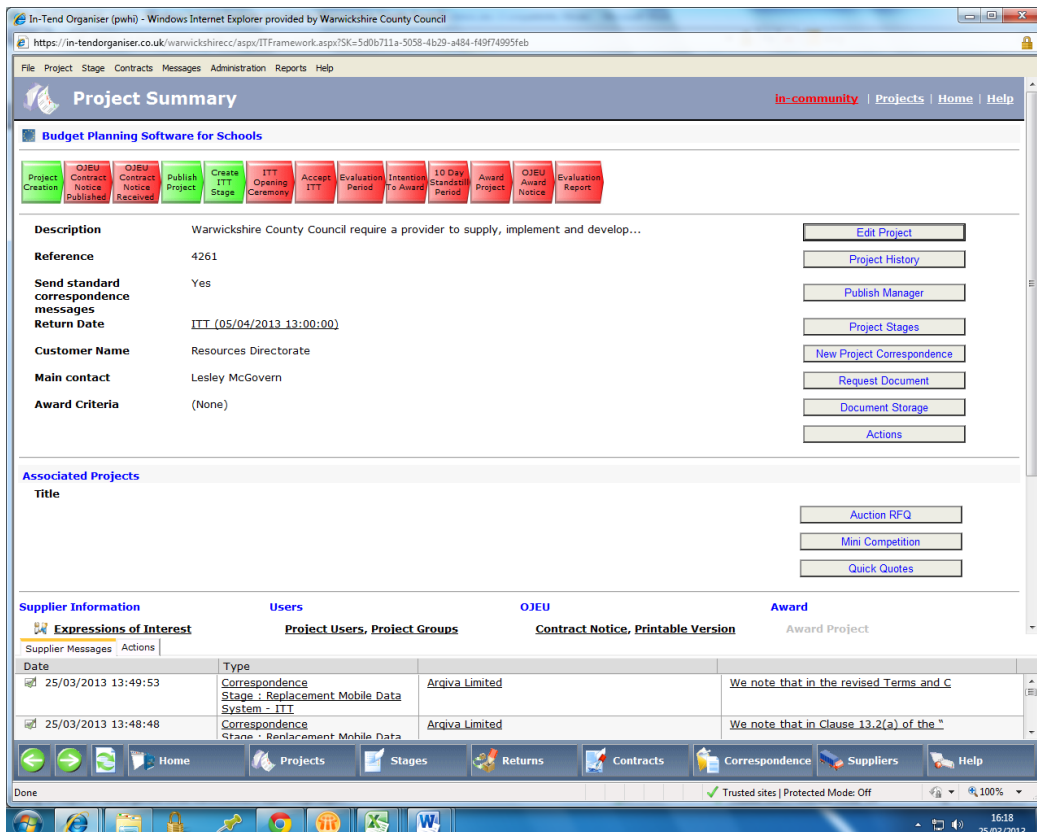 In-Tend Organiser (pwhi) - Windows Internet Explorer provided by Warwickshire County Council
https://in-tendorganiser.co.uk/warwickshirecc/aspx/ITFramework.aspx?SK=5d0b711a-5058-4b29-a484-f49f74995feb
File Project Stage Contracts Messages Administration Reports Help
Project Summary
in-community | Projects | Home | Help
Budget Planning Software for Schools
Project Creation
OJEU Contract Notice Published
OJEU Contract Notice Received
Publish Project
Create ITT Stage
ITT Opening Ceremony
Accept ITT
Evaluation Period
Intention To Award
10 Day Standstill Period
Award Project
OJEU Award Notice
Evaluation Report
Description Warwickshire County Council require a provider to supply, implement and develop... Edit Project
Reference 4261 Project History
Send standard correspondence messages Yes Publish Manager
Return Date ITT (05/04/2013 13:00:00) Project Stages
Customer Name Resources Directorate New Project Correspondence
Main contact Lesley McGovern Request Document
Award Criteria (None) Document Storage
Actions
Associated Projects
Title
Auction RFQ
Mini Competition
Quick Quotes
Supplier Information Users OJEU Award
Expressions of Interest Project Users, Project Groups Contract Notice, Printable Version Award Project
Supplier Messages Actions
Date Type
25/03/2013 13:49:53 Correspondence Arqiva Limited We note that in the revised Terms and C
Stage : Replacement Mobile Data
System - ITT
25/03/2013 13:48:48 Correspondence Arqiva Limited We note that in Clause 13.2(a) of the "
Stage : Replacement Mobile Data
Home Projects Stages Returns Contracts Correspondence Suppliers Help
Done Trusted sites | Protected Mode: Off 100%
16:18
25/03/2013